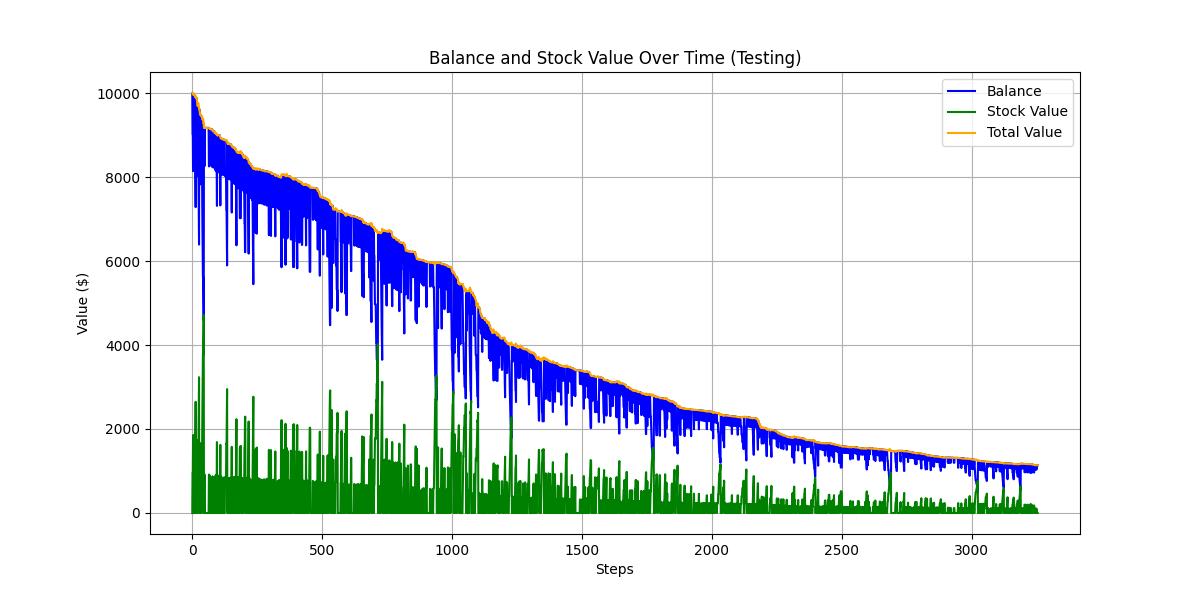 Balance and Stock Value Over Time (Testing)
Balance
Stock Value
Total Value
Value ($)
10000
8000
6000
4000
2000
0
0
500
1000
1500
2000
2500
3000
Steps